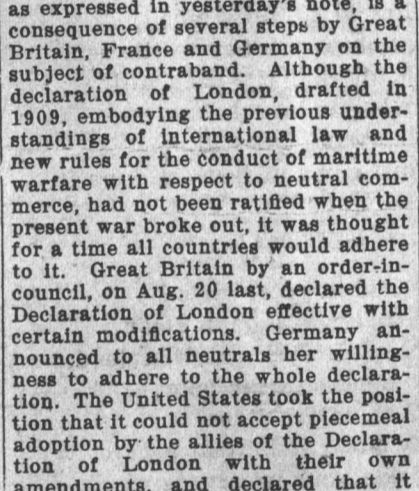 as expressed in yesterday's note, is a
consequence of several steps by Great
Britain, France and Germany on the
subject of contraband. Although the
declaration of London, drafted in
1909, embodying the previous under-
standings of international law and
new rules for the conduct of maritime
warfare with respect to neutral com-
merce, had not been ratified when the
present war broke out, it was thought
for a time all countries would adhere
to it. Great Britain by an order-in-
council, on Aug. 20 last, declared the
Declaration of London effective with
certain modifications. Germany an-
nounced to all neutrals her willing-
ness to adhere to the whole declara-
tion. The United States took the posi-
tion that it could not accept piecemeal
adoption by the allies of the Declara-
tion of London with their own
amendments, and declared that it